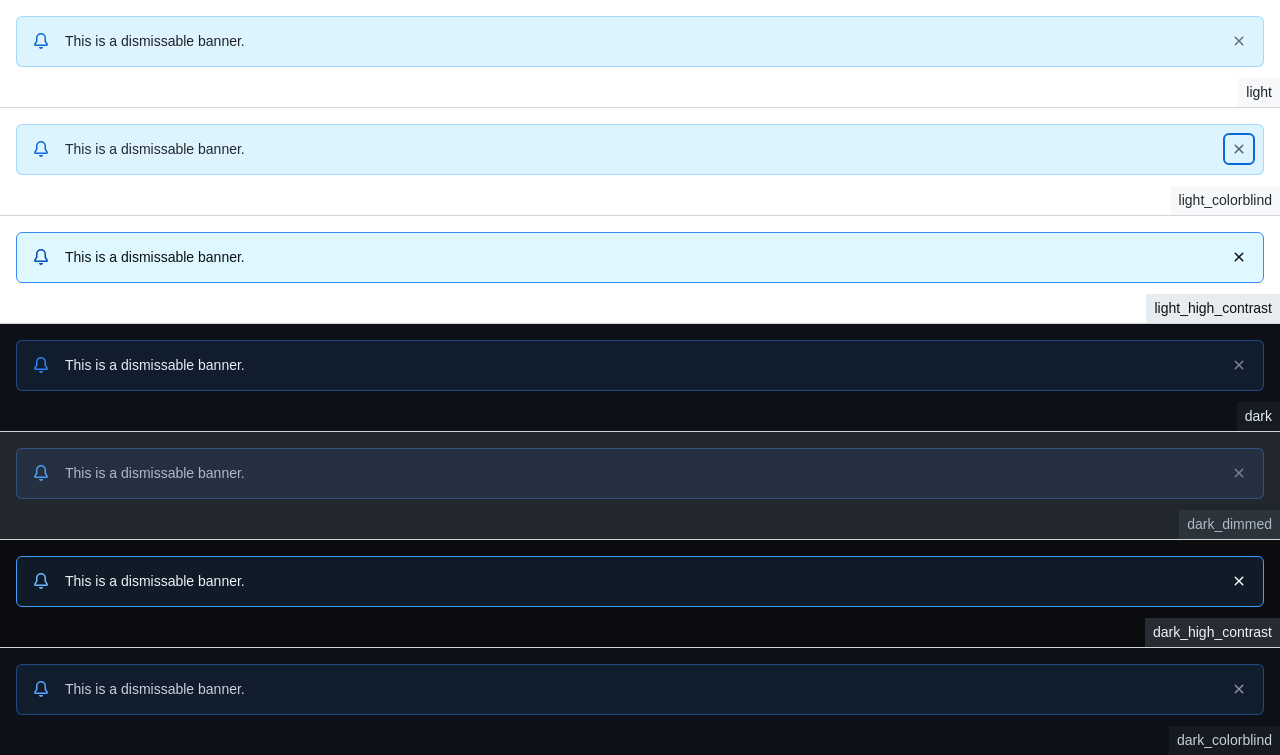 This is a dismissable banner.
light
This is a dismissable banner.
light_colorblind
This is a dismissable banner.
light_high_contrast
This is a dismissable banner.
dark
This is a dismissable banner.
dark_dimmed
This is a dismissable banner.
dark_high_contrast
This is a dismissable banner.
dark_colorblind